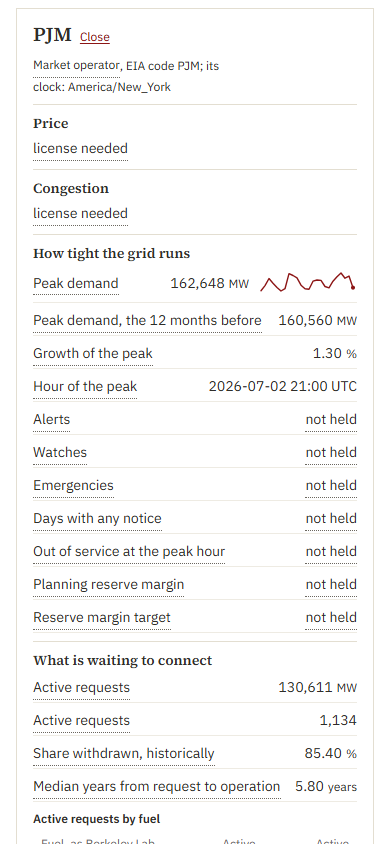 PJM Close
Market operator, EIA code PJM; its
clock: America/New_York
Price
license needed
Congestion
license needed
How tight the grid runs
Peak demand 162,648 MW
Peak demand, the 12 months before 160,560 MW
Growth of the peak 1.30 %
Hour of the peak 2026-07-02 21:00 UTC
Alerts not held
Watches not held
Emergencies not held
Days with any notice not held
Out of service at the peak hour not held
Planning reserve margin not held
Reserve margin target not held
What is waiting to connect
Active requests 130,611 MW
Active requests 1,134
Share withdrawn, historically 85.40 %
Median years from request to operation 5.80 years
Active requests by fuel
Fuel, as Berkeley Lab Active Active